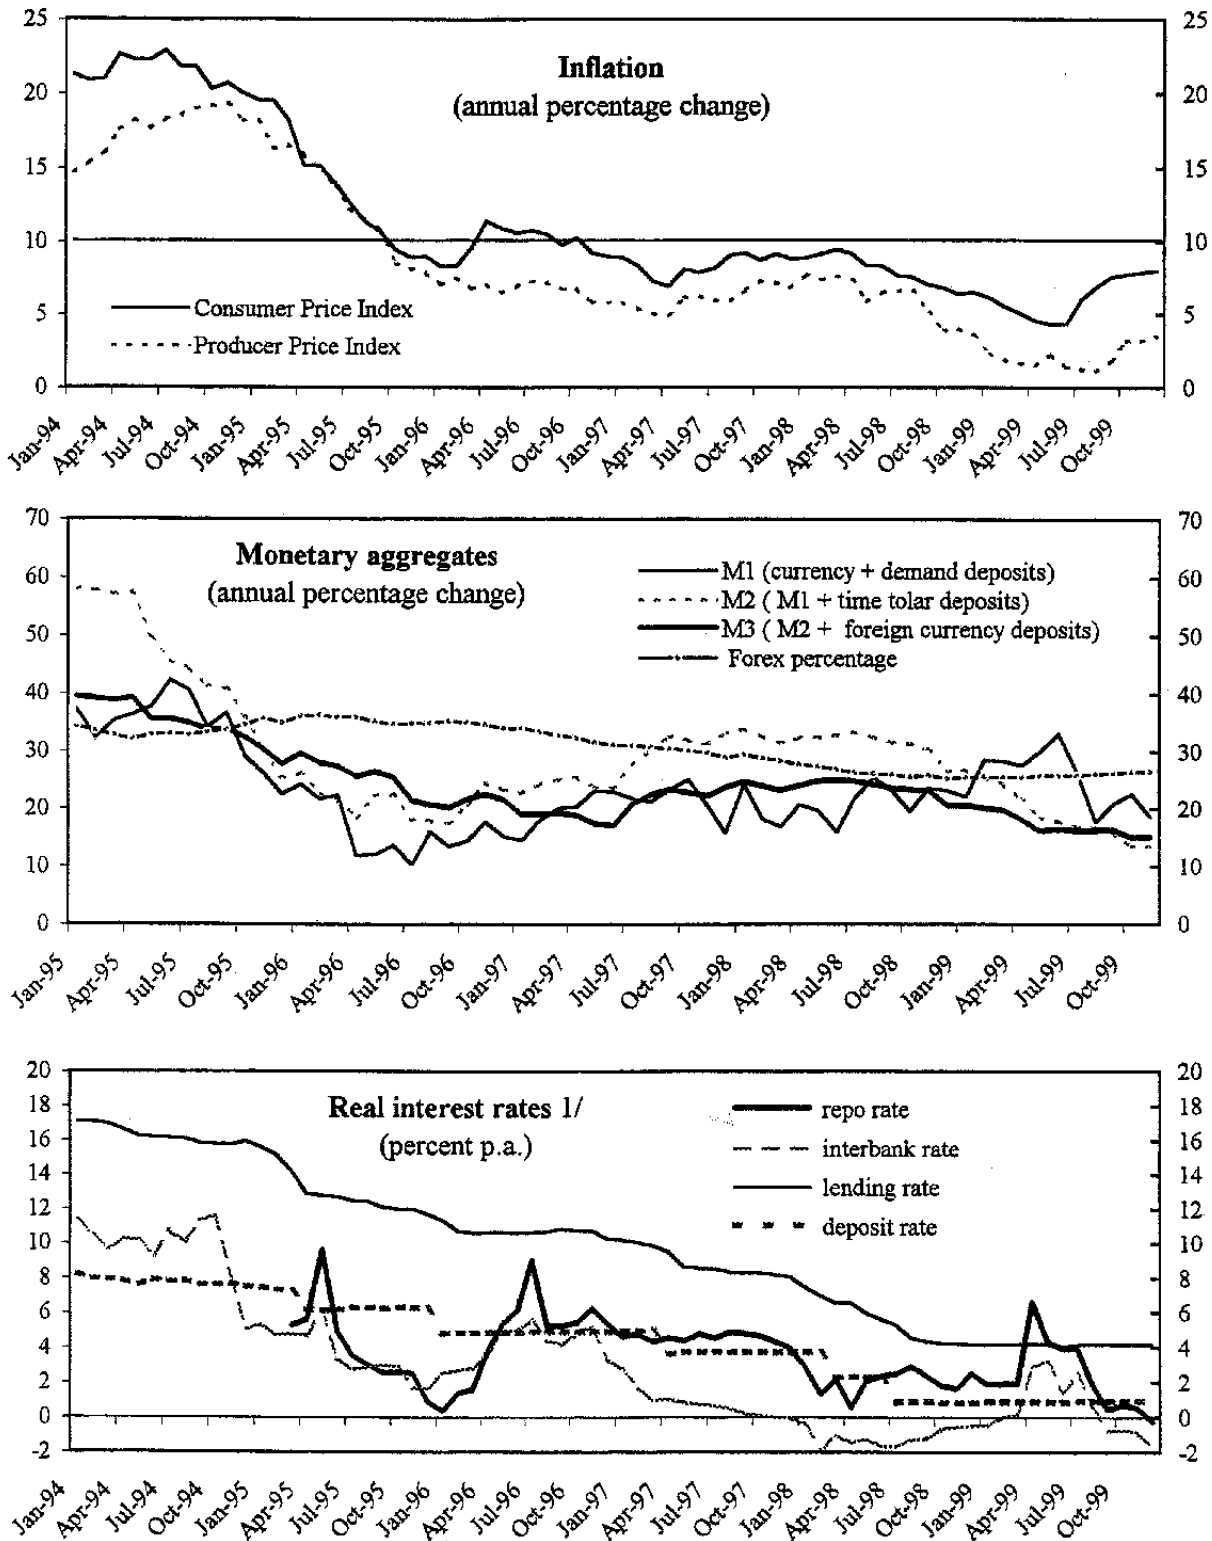 25 25
Inflation
(annual percentage change)
20 20
15 15
10 10
Consumer Price Index
5 5
Producer Price Index
0 0
Jan-94 Apr-94 Jul-94 Oct-94 Jan-95 Apr-95 Jul-95 Oct-95 Jan-96 Apr-96 Jul-96 Oct-96 Jan-97 Apr-97 Jul-97 Oct-97 Jan-98 Apr-98 Jul-98 Oct-98 Jan-99 Apr-99 Jul-99 Oct-99
70 70
Monetary aggregates
(annual percentage change)
M1 (currency + demand deposits)
60 60
M2 ( M1 + time tolar deposits)
M3 ( M2 + foreign currency deposits)
50 50
Forex percentage
40 40
30 30
20 20
10 10
0 0
Jan-95 Apr-95 Jul-95 Oct-95 Jan-96 Apr-96 Jul-96 Oct-96 Jan-97 Apr-97 Jul-97 Oct-97 Jan-98 Apr-98 Jul-98 Oct-98 Jan-99 Apr-99 Jul-99 Oct-99
20 20
Real interest rates 1/
(percent p.a.)
18 18
repo rate
16 16
interbank rate
14 14
lending rate
12 12
deposit rate
10 10
8 8
6 6
4 4
2 2
0 0
-2 -2
Jan-94 Apr-94 Jul-94 Oct-94 Jan-95 Apr-95 Jul-95 Oct-95 Jan-96 Apr-96 Jul-96 Oct-96 Jan-97 Apr-97 Jul-97 Oct-97 Jan-98 Apr-98 Jul-98 Oct-98 Jan-99 Apr-99 Jul-99 Oct-99